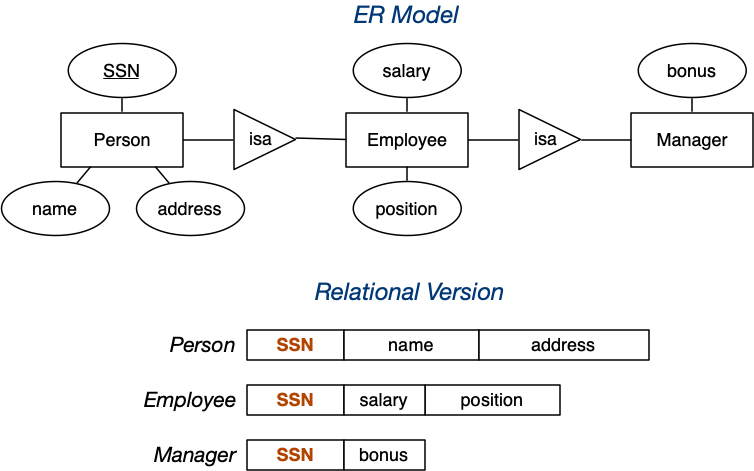 ER Model
SSN
salary
bonus
Person
isa
Employee
isa
Manager
name
address
position
Relational Version
Person SSN name address
Employee SSN salary position
Manager SSN bonus